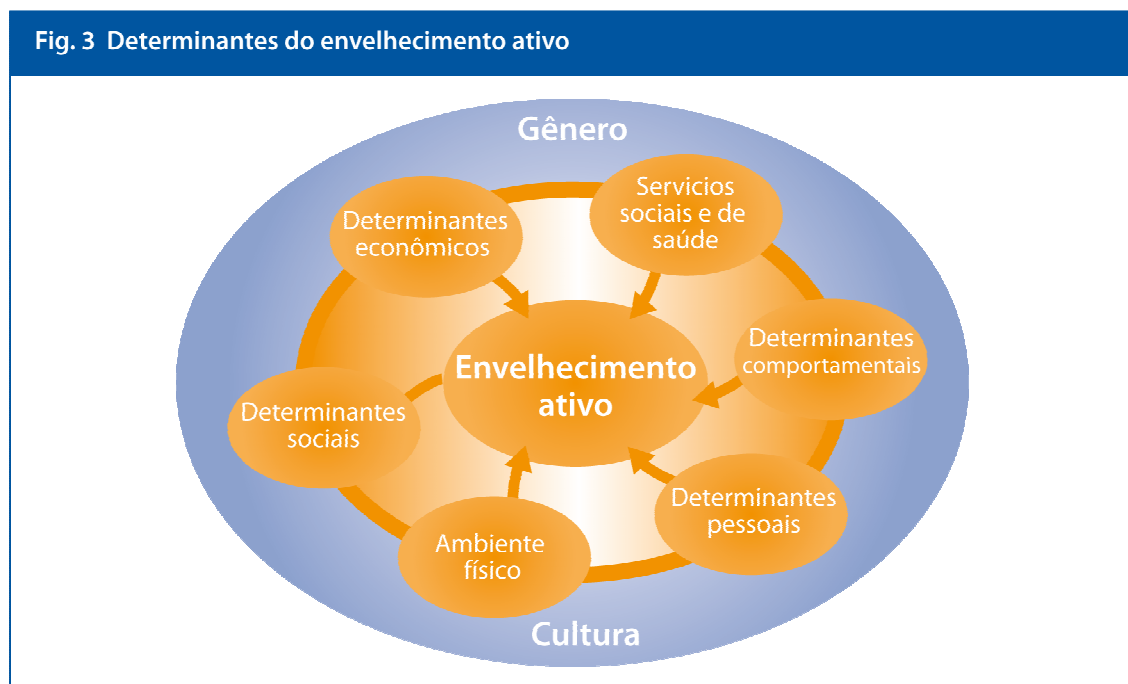 Fig. 3 Determinantes do envelhecimento ativo
Gênero
Servicios
sociais e de
saúde
Determinantes
econômicos
Determinantes
comportamentais
Envelhecimento
ativo
Determinantes
sociais
Determinantes
pessoais
Ambiente
físico
Cultura